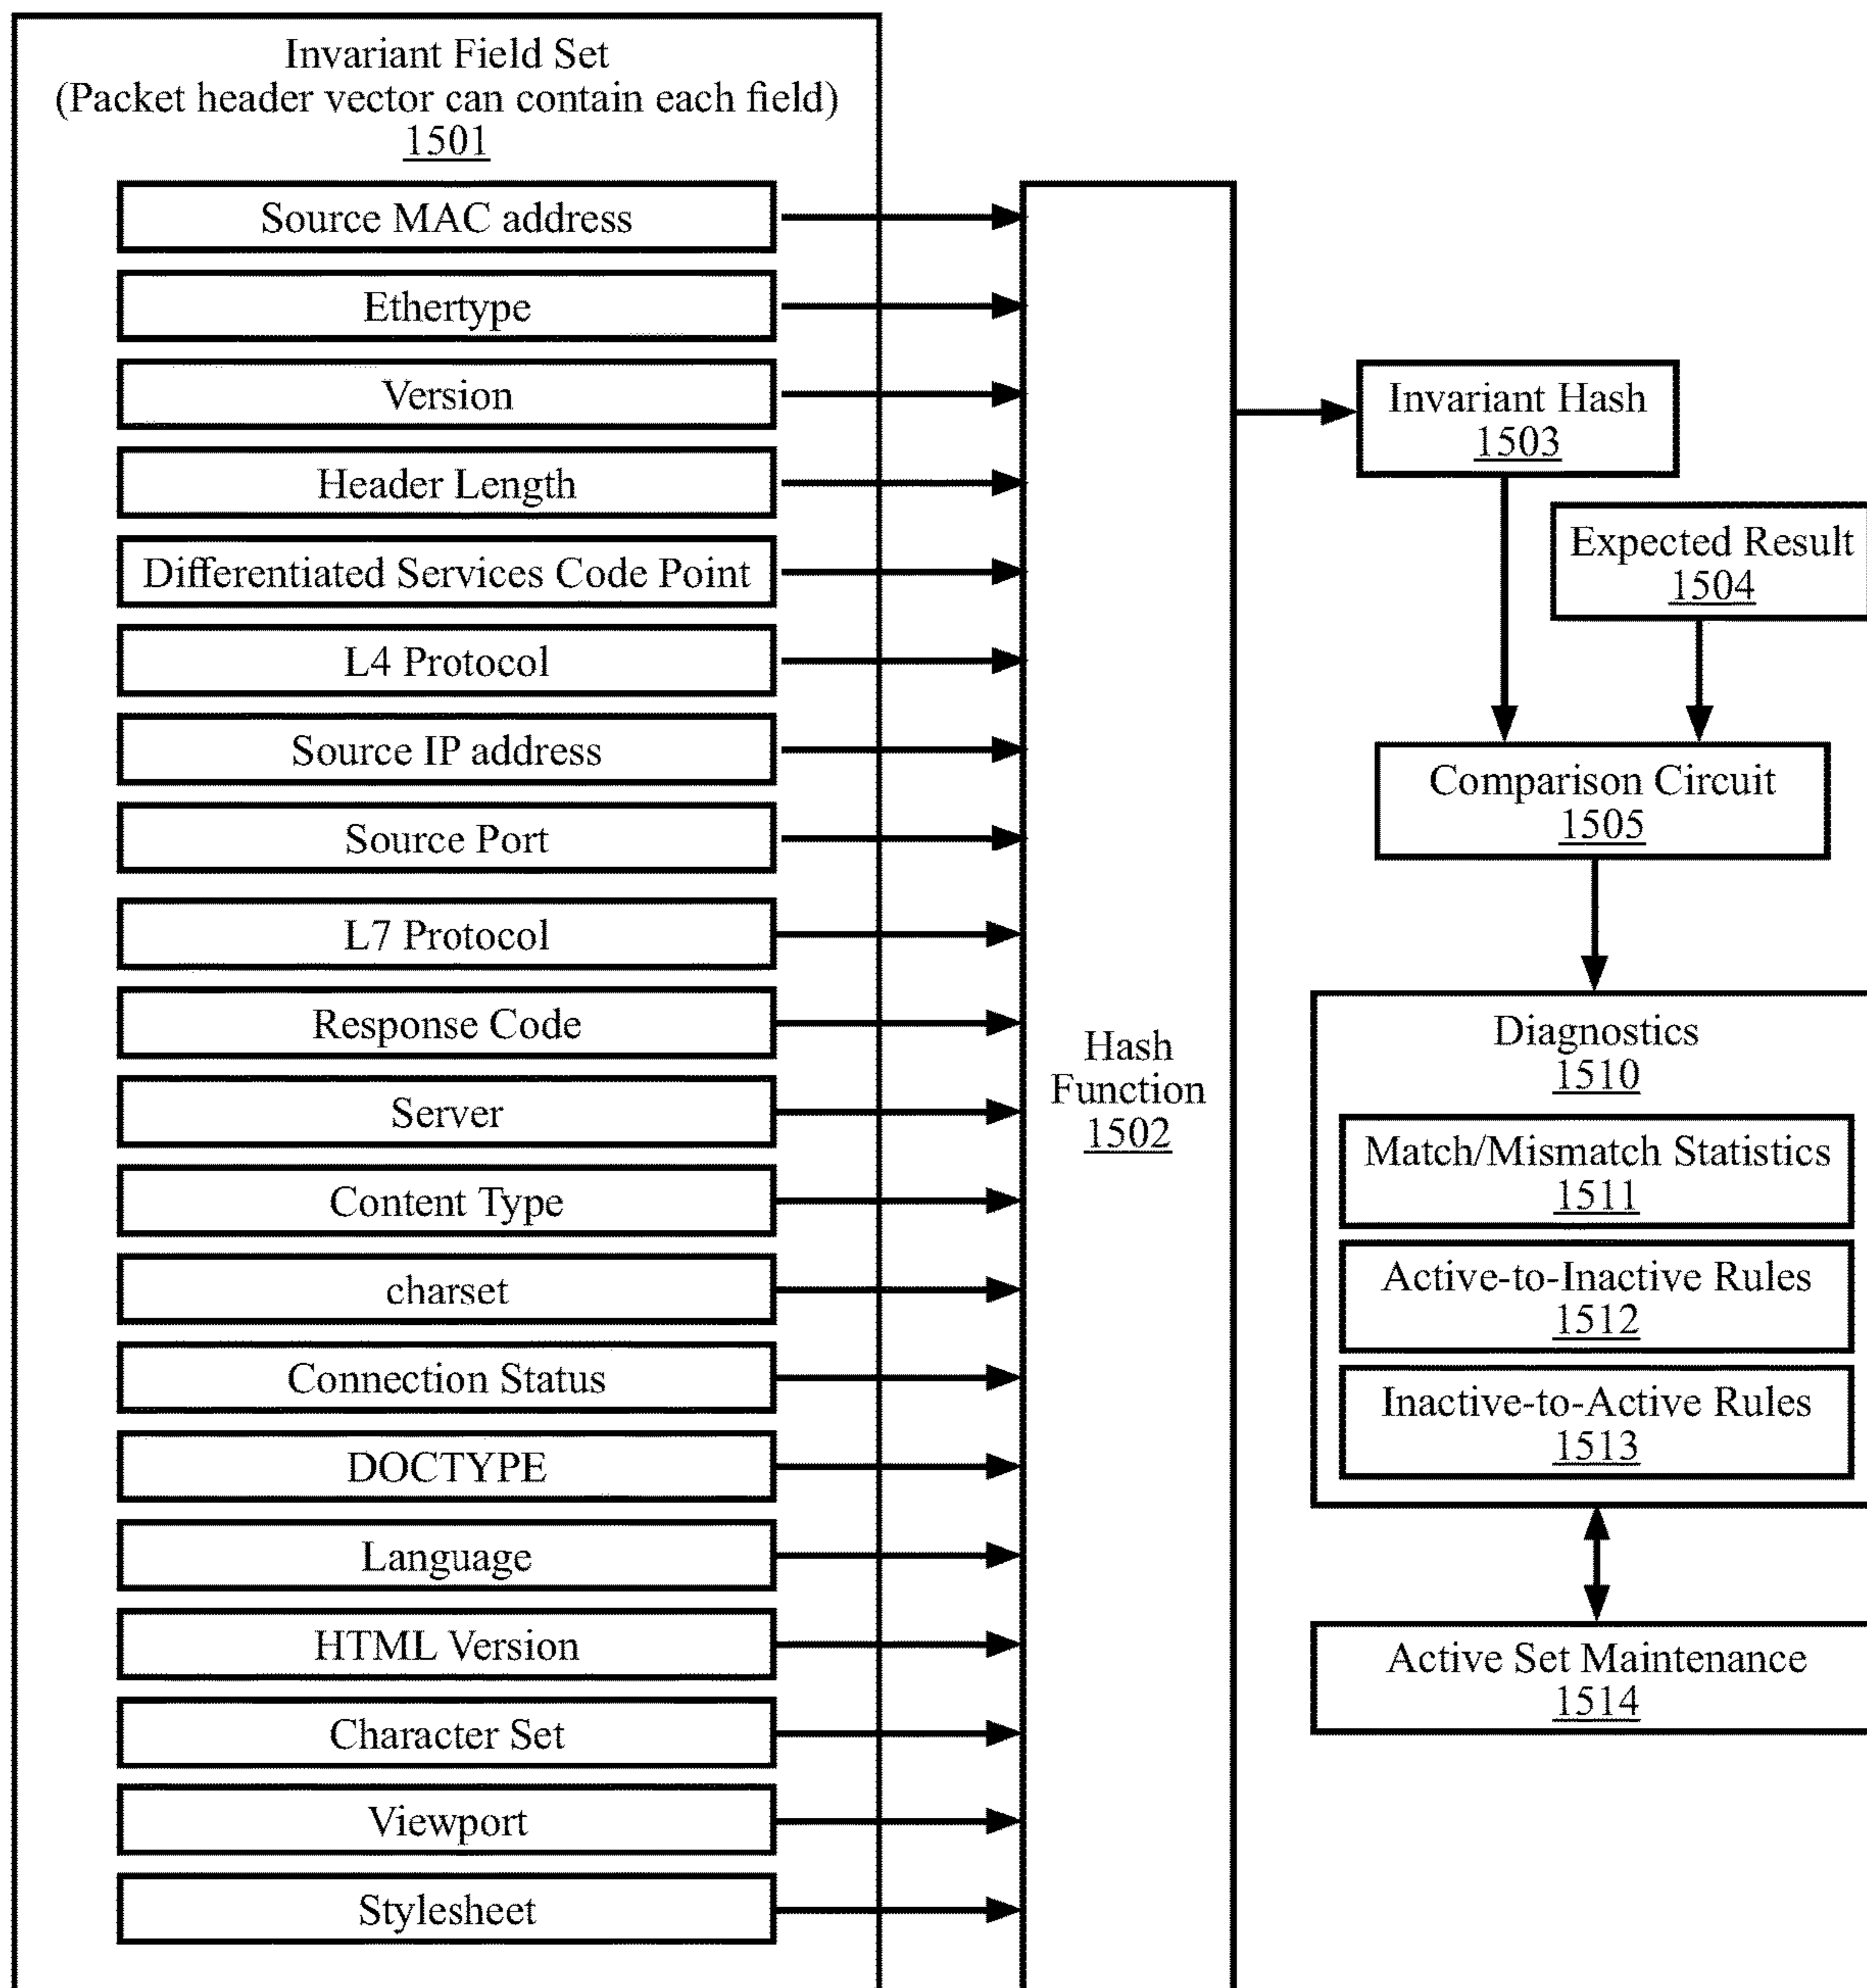 Invariant Field Set
(Packet header vector can contain each field)
1501
Source MAC address
Ethertype
Version
Header Length
Differentiated Services Code Point
L4 Protocol
Source IP address
Source Port
L7 Protocol
Response Code
Server
Content Type
charset
Connection Status
DOCTYPE
Language
HTML Version
Character Set
Viewport
Stylesheet
Hash
Function
1502
Invariant Hash
1503
Expected Result
1504
Comparison Circuit
1505
Diagnostics
1510
Match/Mismatch Statistics
1511
Active-to-Inactive Rules
1512
Inactive-to-Active Rules
1513
Active Set Maintenance
1514